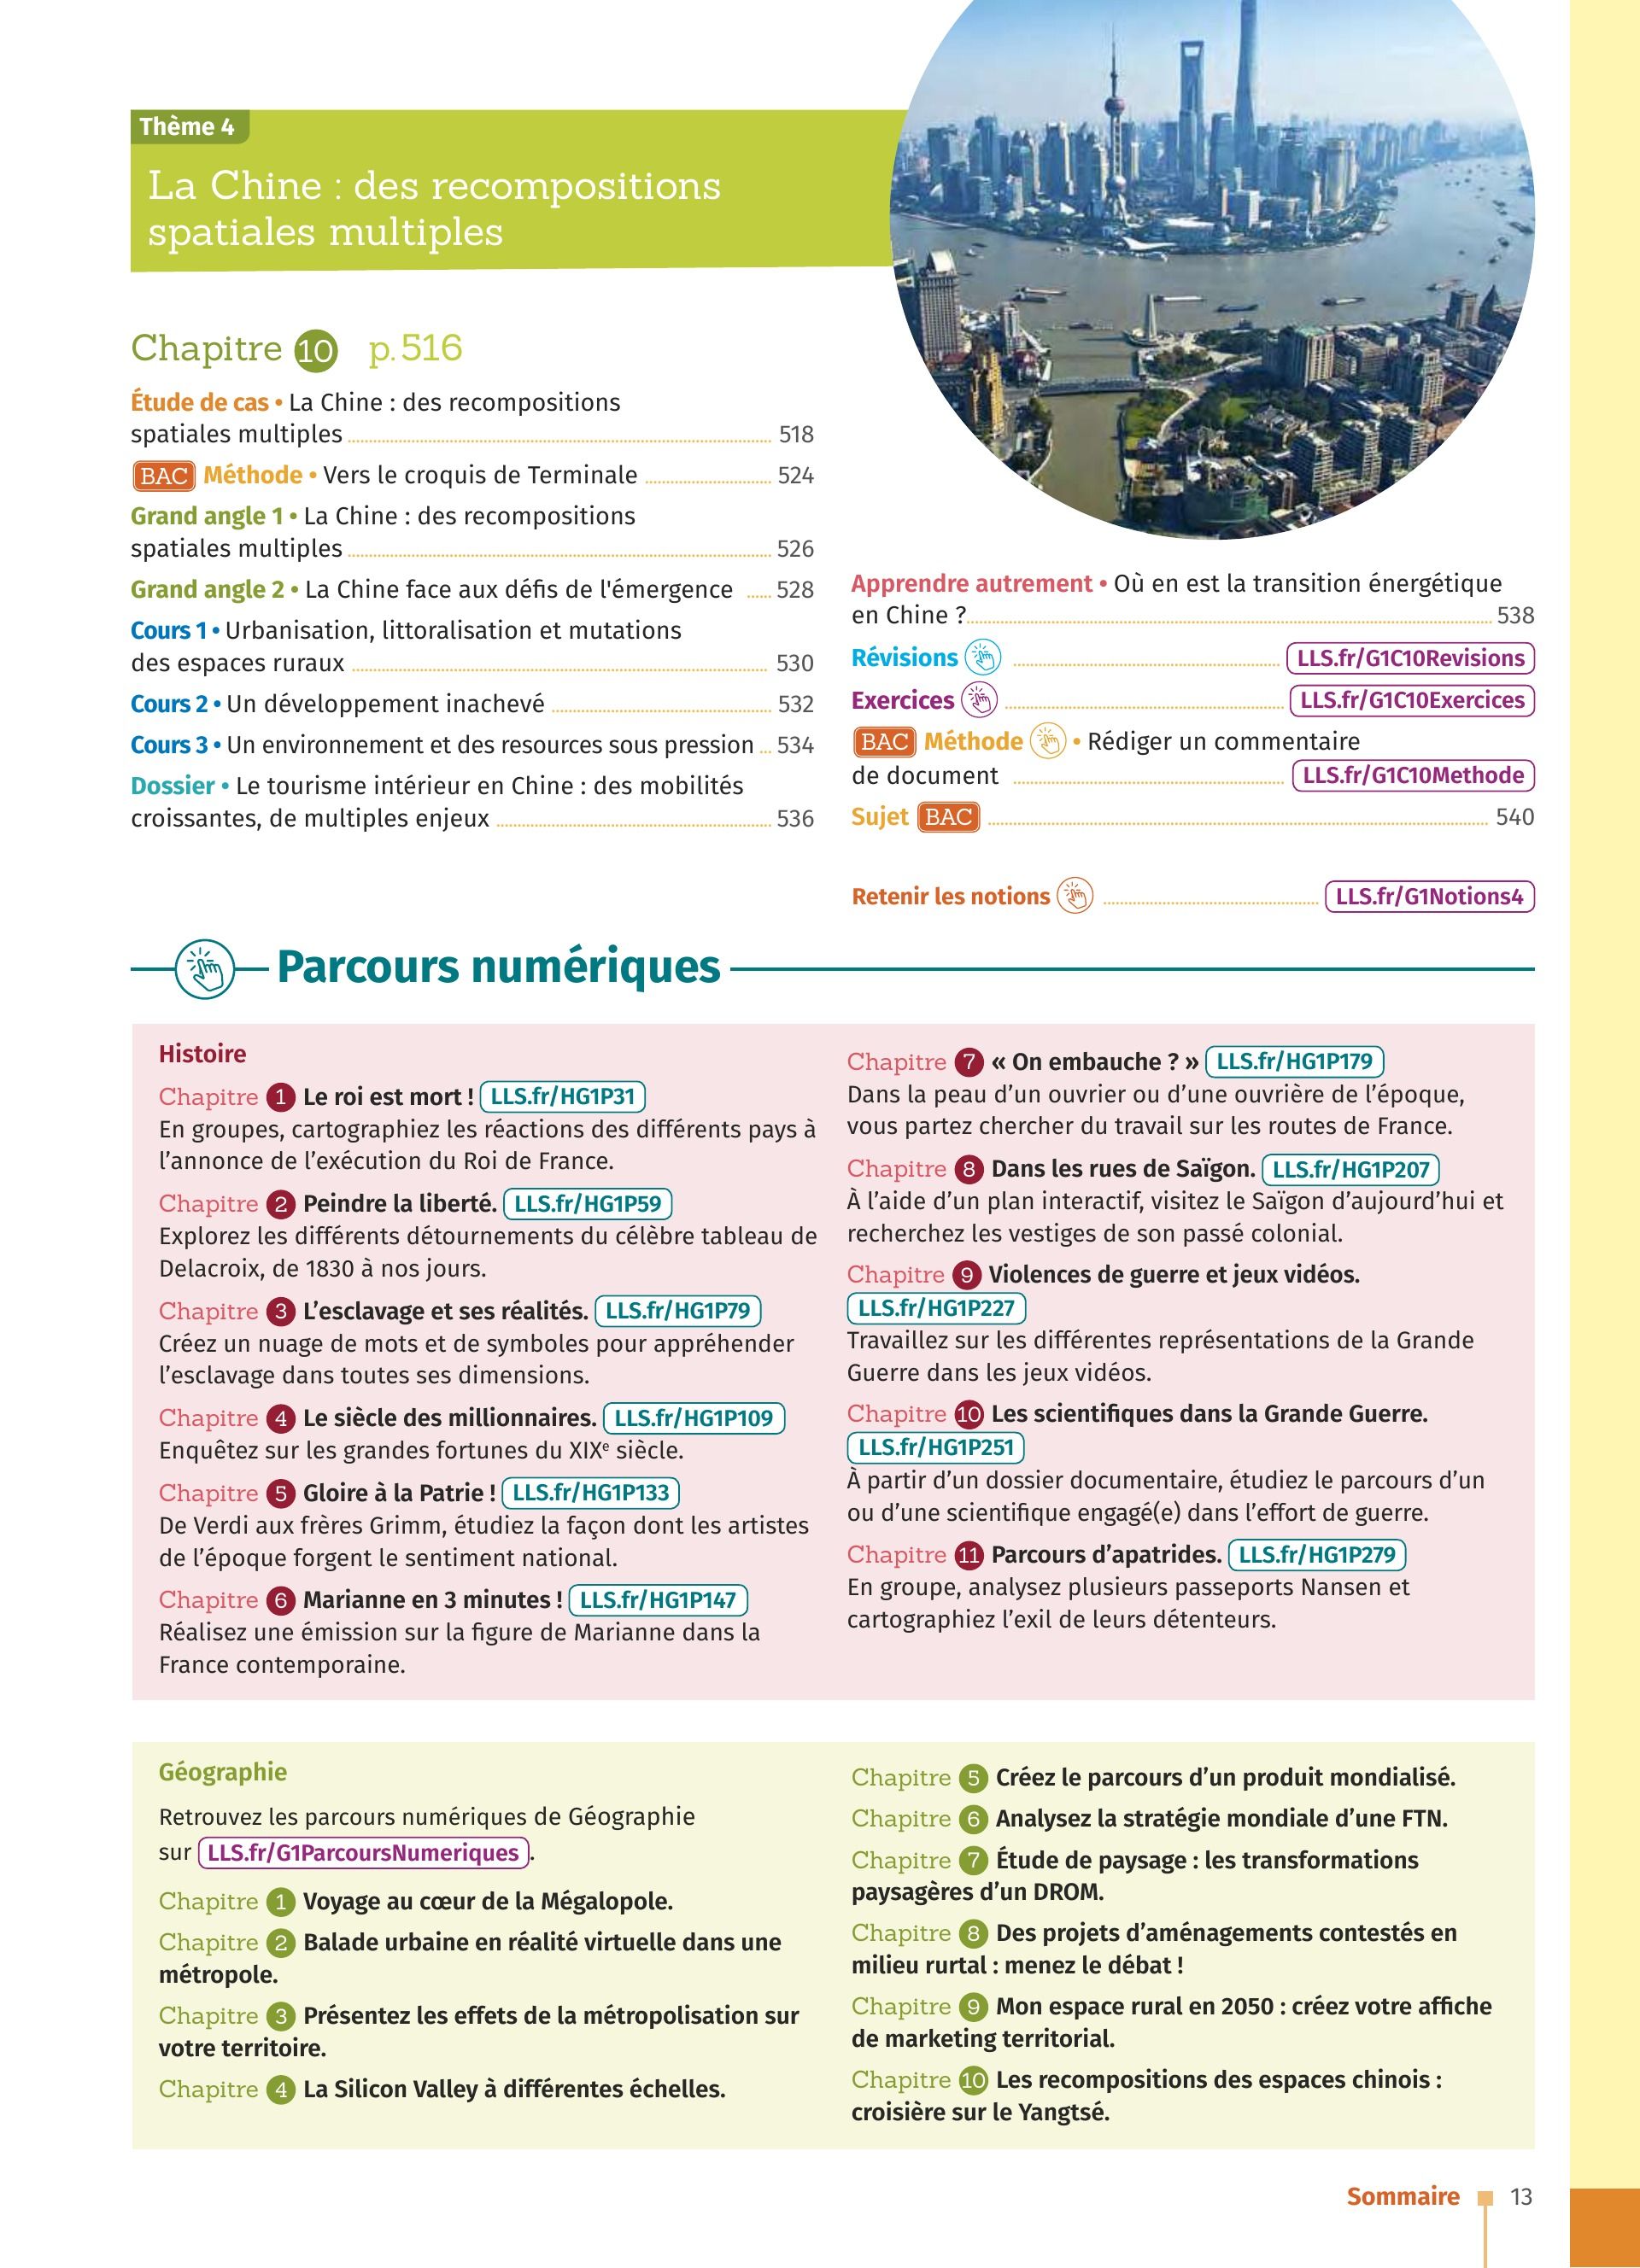 Thème 4
La Chine : des recompositions
spatiales multiples
Chapitre 10 p. 516
Étude de cas • La Chine : des recompositions
spatiales multiples 518
BAC Méthode • Vers le croquis de Terminale 524
Grand angle 1 • La Chine : des recompositions
spatiales multiples 526
Grand angle 2 • La Chine face aux défis de l'émergence 528
Cours 1 • Urbanisation, littoralisation et mutations
des espaces ruraux 530
Cours 2 • Un développement inachevé 532
Cours 3 • Un environnement et des resources sous pression 534
Dossier • Le tourisme intérieur en Chine : des mobilités
croissantes, de multiples enjeux 536
Apprendre autrement • Où en est la transition énergétique
en Chine ? 538
Révisions LLS.fr/G1C10Revisions
Exercices LLS.fr/G1C10Exercices
BAC Méthode • Rédiger un commentaire
de document LLS.fr/G1C10Methode
Sujet BAC 540
Retenir les notions LLS.fr/G1Notions4
Parcours numériques
Histoire
Chapitre 1 Le roi est mort ! LLS.fr/HG1P31
En groupes, cartographiez les réactions des différents pays à
l’annonce de l’exécution du Roi de France.
Chapitre 2 Peindre la liberté. LLS.fr/HG1P59
Explorez les différents détournements du célèbre tableau de
Delacroix, de 1830 à nos jours.
Chapitre 3 L’esclavage et ses réalités. LLS.fr/HG1P79
Créez un nuage de mots et de symboles pour appréhender
l’esclavage dans toutes ses dimensions.
Chapitre 4 Le siècle des millionnaires. LLS.fr/HG1P109
Enquêtez sur les grandes fortunes du XIXe siècle.
Chapitre 5 Gloire à la Patrie ! LLS.fr/HG1P133
De Verdi aux frères Grimm, étudiez la façon dont les artistes
de l’époque forgent le sentiment national.
Chapitre 6 Marianne en 3 minutes ! LLS.fr/HG1P147
Réalisez une émission sur la figure de Marianne dans la
France contemporaine.
Chapitre 7 « On embauche ? » LLS.fr/HG1P179
Dans la peau d’un ouvrier ou d’une ouvrière de l’époque,
vous partez chercher du travail sur les routes de France.
Chapitre 8 Dans les rues de Saïgon. LLS.fr/HG1P207
À l’aide d’un plan interactif, visitez le Saïgon d’aujourd’hui et
recherchez les vestiges de son passé colonial.
Chapitre 9 Violences de guerre et jeux vidéos.
LLS.fr/HG1P227
Travaillez sur les différentes représentations de la Grande
Guerre dans les jeux vidéos.
Chapitre 10 Les scientifiques dans la Grande Guerre.
LLS.fr/HG1P251
À partir d’un dossier documentaire, étudiez le parcours d’un
ou d’une scientifique engagé(e) dans l’effort de guerre.
Chapitre 11 Parcours d’apatrides. LLS.fr/HG1P279
En groupe, analysez plusieurs passeports Nansen et
cartographiez l’exil de leurs détenteurs.
Géographie
Retrouvez les parcours numériques de Géographie
sur LLS.fr/G1ParcoursNumeriques.
Chapitre 1 Voyage au cœur de la Mégalopole.
Chapitre 2 Balade urbaine en réalité virtuelle dans une
métropole.
Chapitre 3 Présentez les effets de la métropolisation sur
votre territoire.
Chapitre 4 La Silicon Valley à différentes échelles.
Chapitre 5 Créez le parcours d’un produit mondialisé.
Chapitre 6 Analysez la stratégie mondiale d’une FTN.
Chapitre 7 Étude de paysage : les transformations
paysagères d’un DROM.
Chapitre 8 Des projets d’aménagements contestés en
milieu rurtal : menez le débat !
Chapitre 9 Mon espace rural en 2050 : créez votre affiche
de marketing territorial.
Chapitre 10 Les recompositions des espaces chinois :
croisière sur le Yangtsé.
Sommaire 13